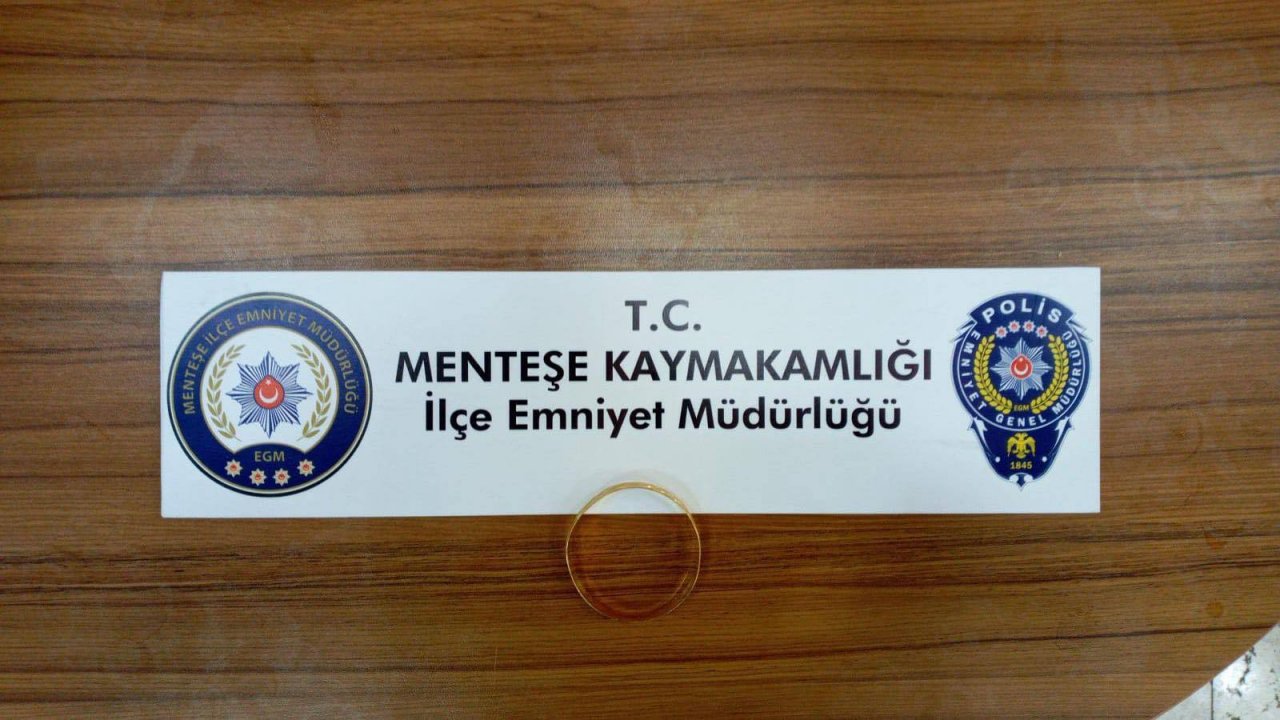 T.C.
MENTEŞE KAYMAKAMLIĞI
İlçe Emniyet Müdürlüğü
MENTEŞE İLÇE EMNİYET MÜDÜRLÜĞÜ
EGM
POLİS
EMNİYET GENEL MÜDÜRLÜĞÜ
EGM
1845